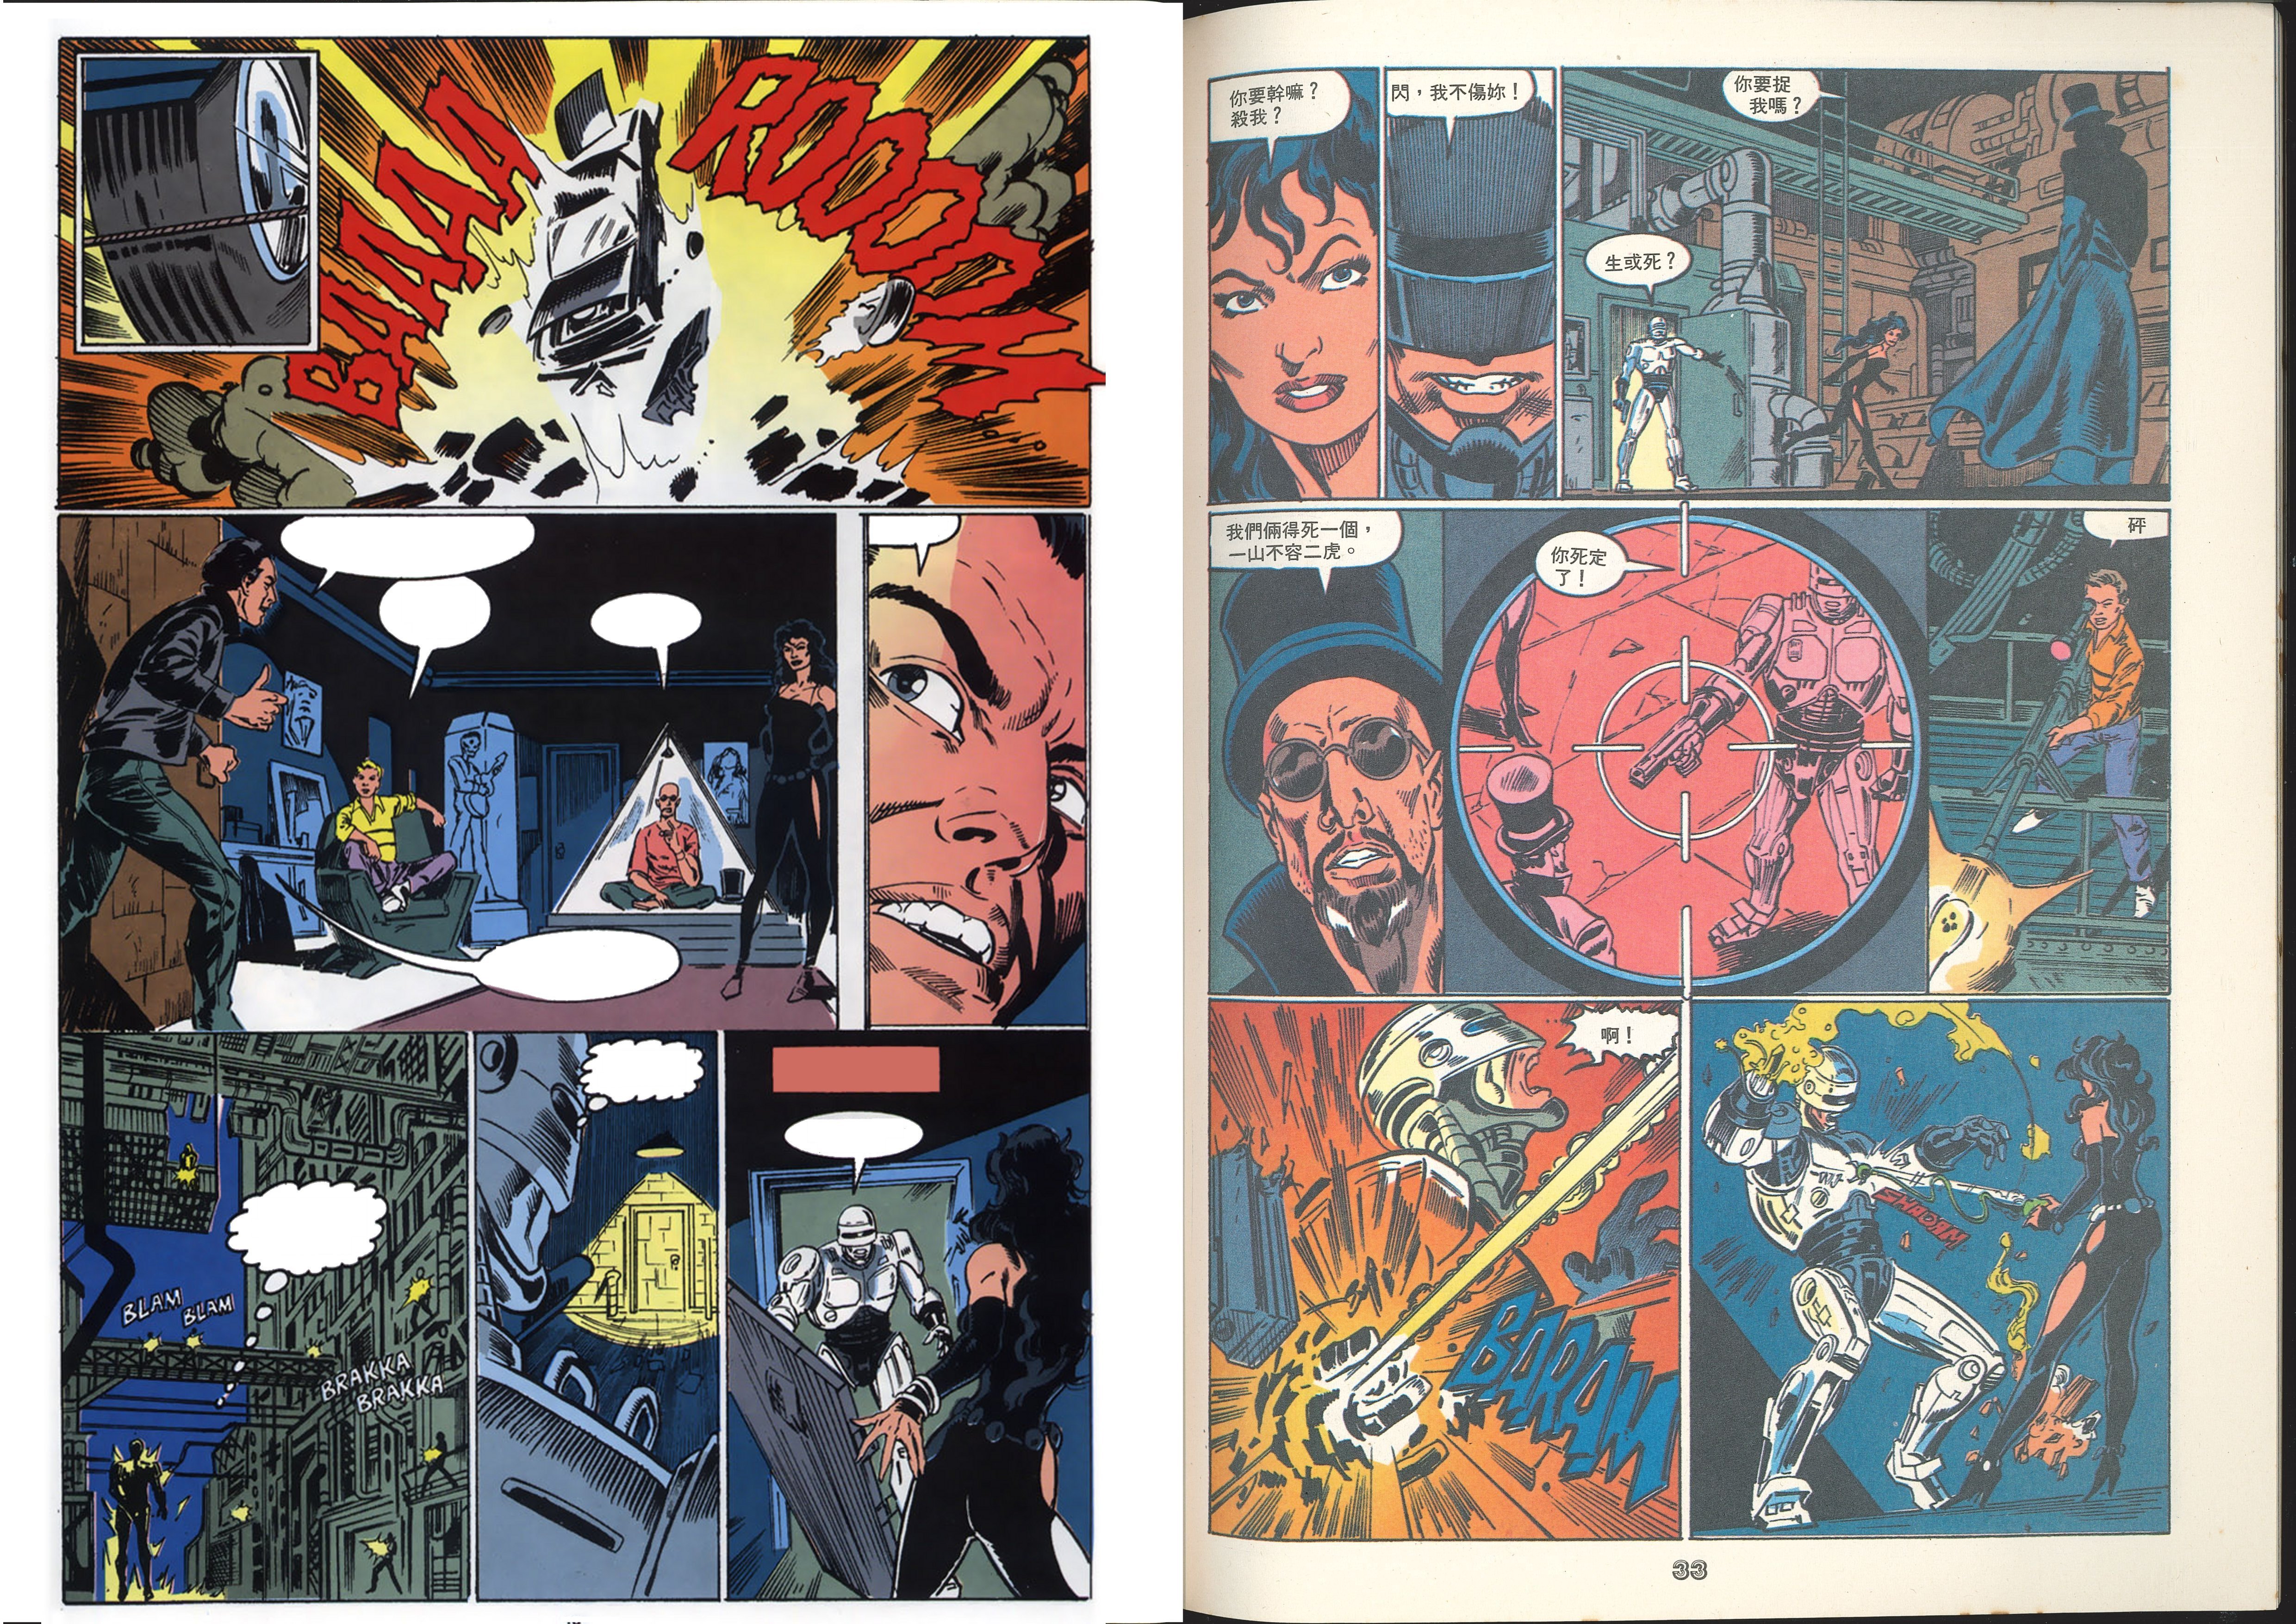 BAAAA
ROOOOM
BLAM
BLAM
BRAKKA
BRAKKA
你要幹嘛？
殺我？
閃，我不傷妳！
你要捉
我嗎？
生或死？
我們倆得死一個，
一山不容二虎。
你死定
了！
砰
啊！
BARAM
33